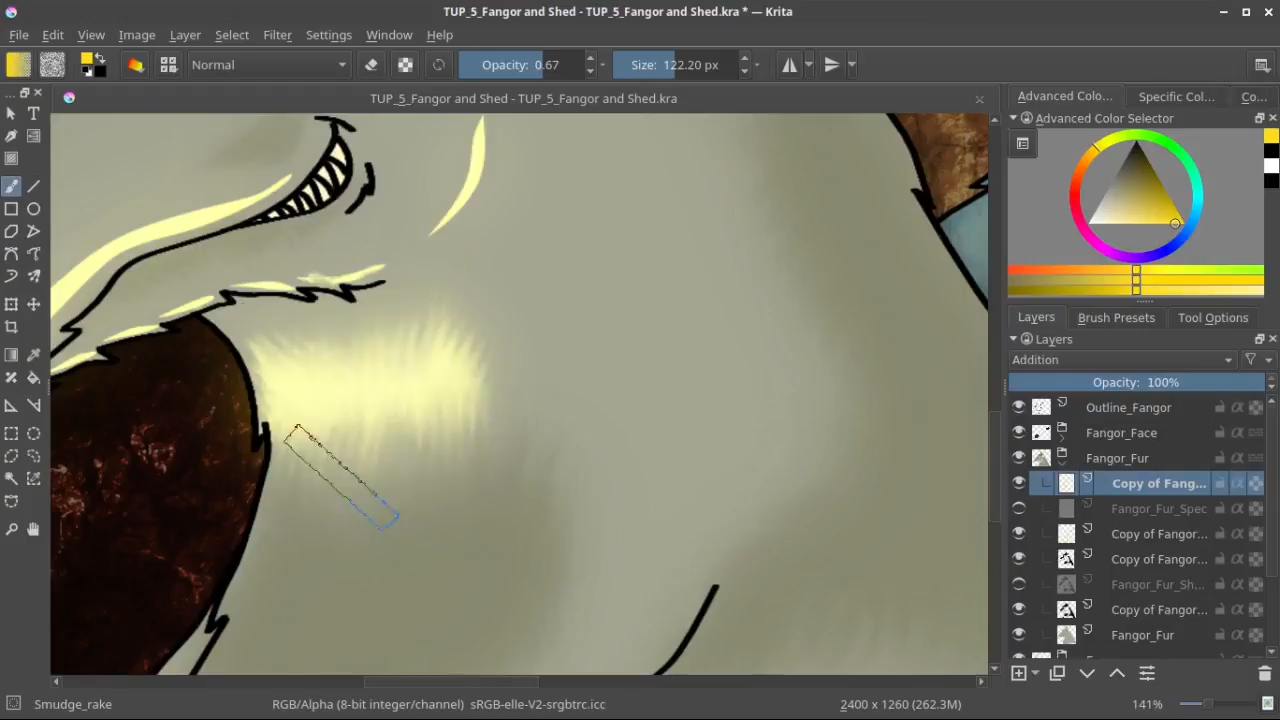 TUP_5_Fangor and Shed - TUP_5_Fangor and Shed.kra * — Krita
File Edit View Image Layer Select Filter Settings Window Help
Normal Opacity: 0.67 Size: 122.20 px
TUP_5_Fangor and Shed - TUP_5_Fangor and Shed.kra
Advanced Colo... Specific Col... Co...
Advanced Color Selector
Layers Brush Presets Tool Options
Layers
Addition
Opacity: 100%
Outline_Fangor
Fangor_Face
Fangor_Fur
Copy of Fang...
Fangor_Fur_Spec
Copy of Fangor...
Copy of Fangor...
Fangor_Fur_Sh...
Copy of Fangor...
Fangor_Fur
Smudge_rake RGB/Alpha (8-bit integer/channel) sRGB-elle-V2-srgbtrc.icc 2400 x 1260 (262.3M) 141%